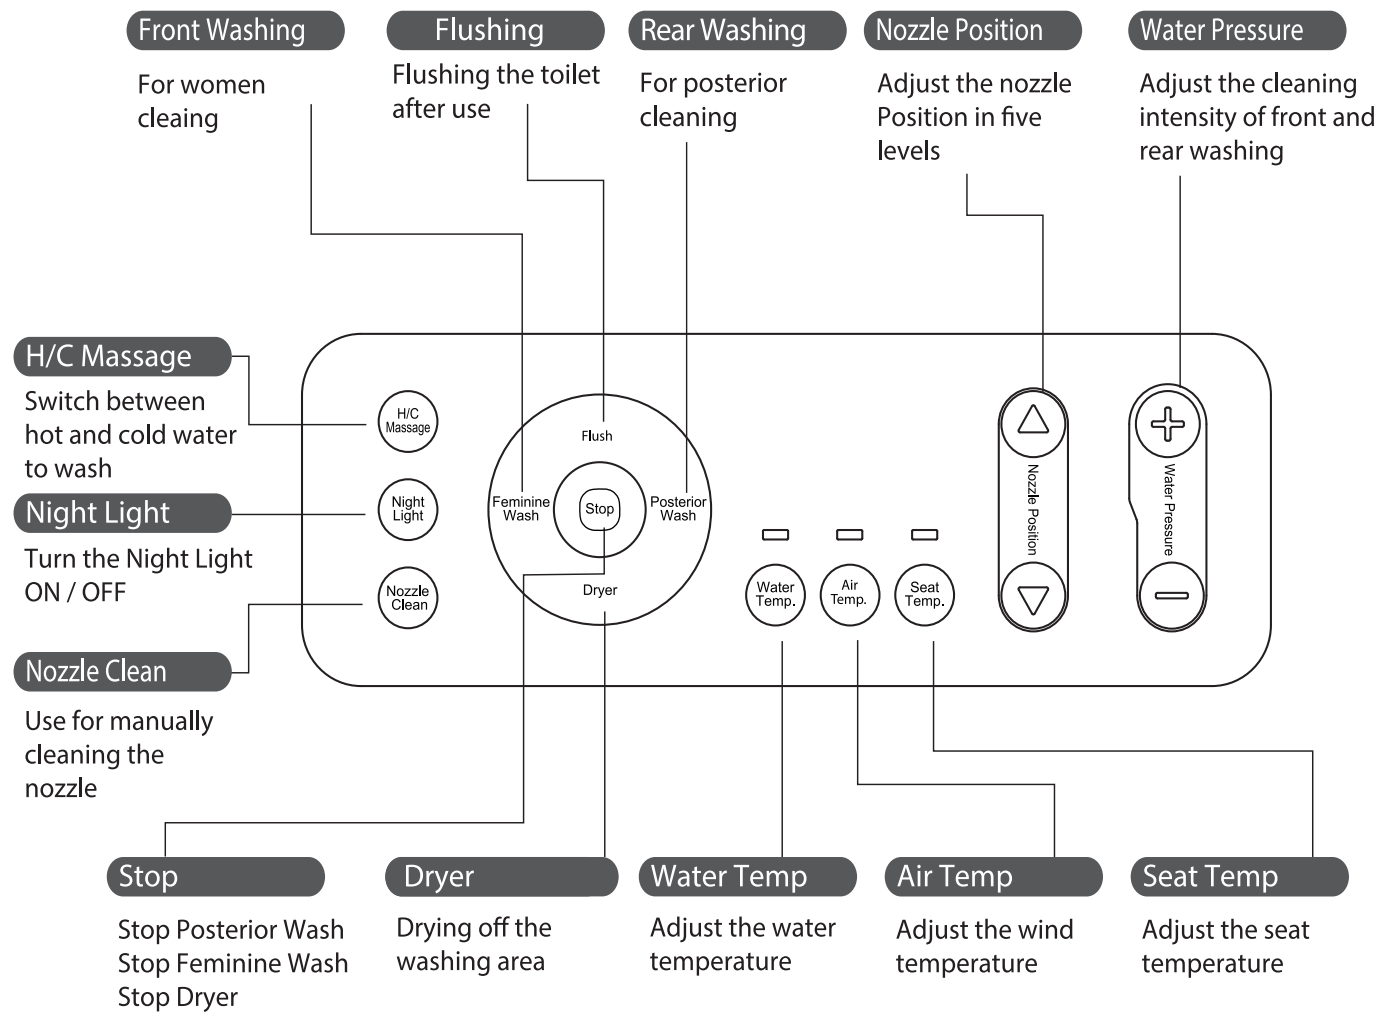 Front Washing
For women
cleaing
Flushing
Flushing the toilet
after use
Rear Washing
For posterior
cleaning
Nozzle Position
Adjust the nozzle
Position in five
levels
Water Pressure
Adjust the cleaning
intensity of front and
rear washing
H/C Massage
Switch between
hot and cold water
to wash
Night Light
Turn the Night Light
ON / OFF
Nozzle Clean
Use for manually
cleaning the
nozzle
H/C
Massage
Night
Light
Nozzle
Clean
Flush
Feminine
Wash
Stop
Posterior
Wash
Dryer
Water
Temp.
Air
Temp.
Seat
Temp.
Nozzle Position
Water Pressure
Stop
Stop Posterior Wash
Stop Feminine Wash
Stop Dryer
Dryer
Drying off the
washing area
Water Temp
Adjust the water
temperature
Air Temp
Adjust the wind
temperature
Seat Temp
Adjust the seat
temperature